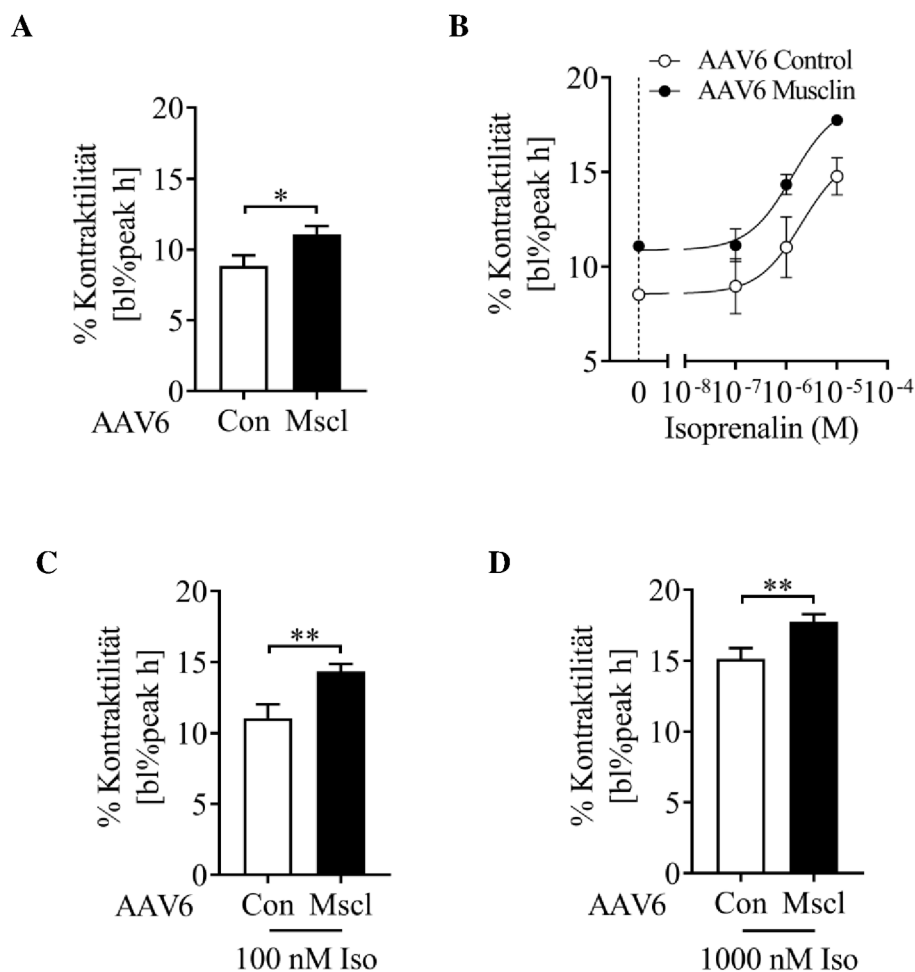 A
% Kontraktilität
[bl%peak h]
20
15
10
5
0
*
AAV6 Con Mscl
B
AAV6 Control
AAV6 Musclin
% Kontraktilität
[bl%peak h]
20
15
10
5
0 10⁻⁸ 10⁻⁷ 10⁻⁶ 10⁻⁵ 10⁻⁴
Isoprenalin (M)
C
% Kontraktilität
[bl%peak h]
20
15
10
5
0
**
AAV6 Con Mscl
100 nM Iso
D
% Kontraktilität
[bl%peak h]
20
15
10
5
0
**
AAV6 Con Mscl
1000 nM Iso